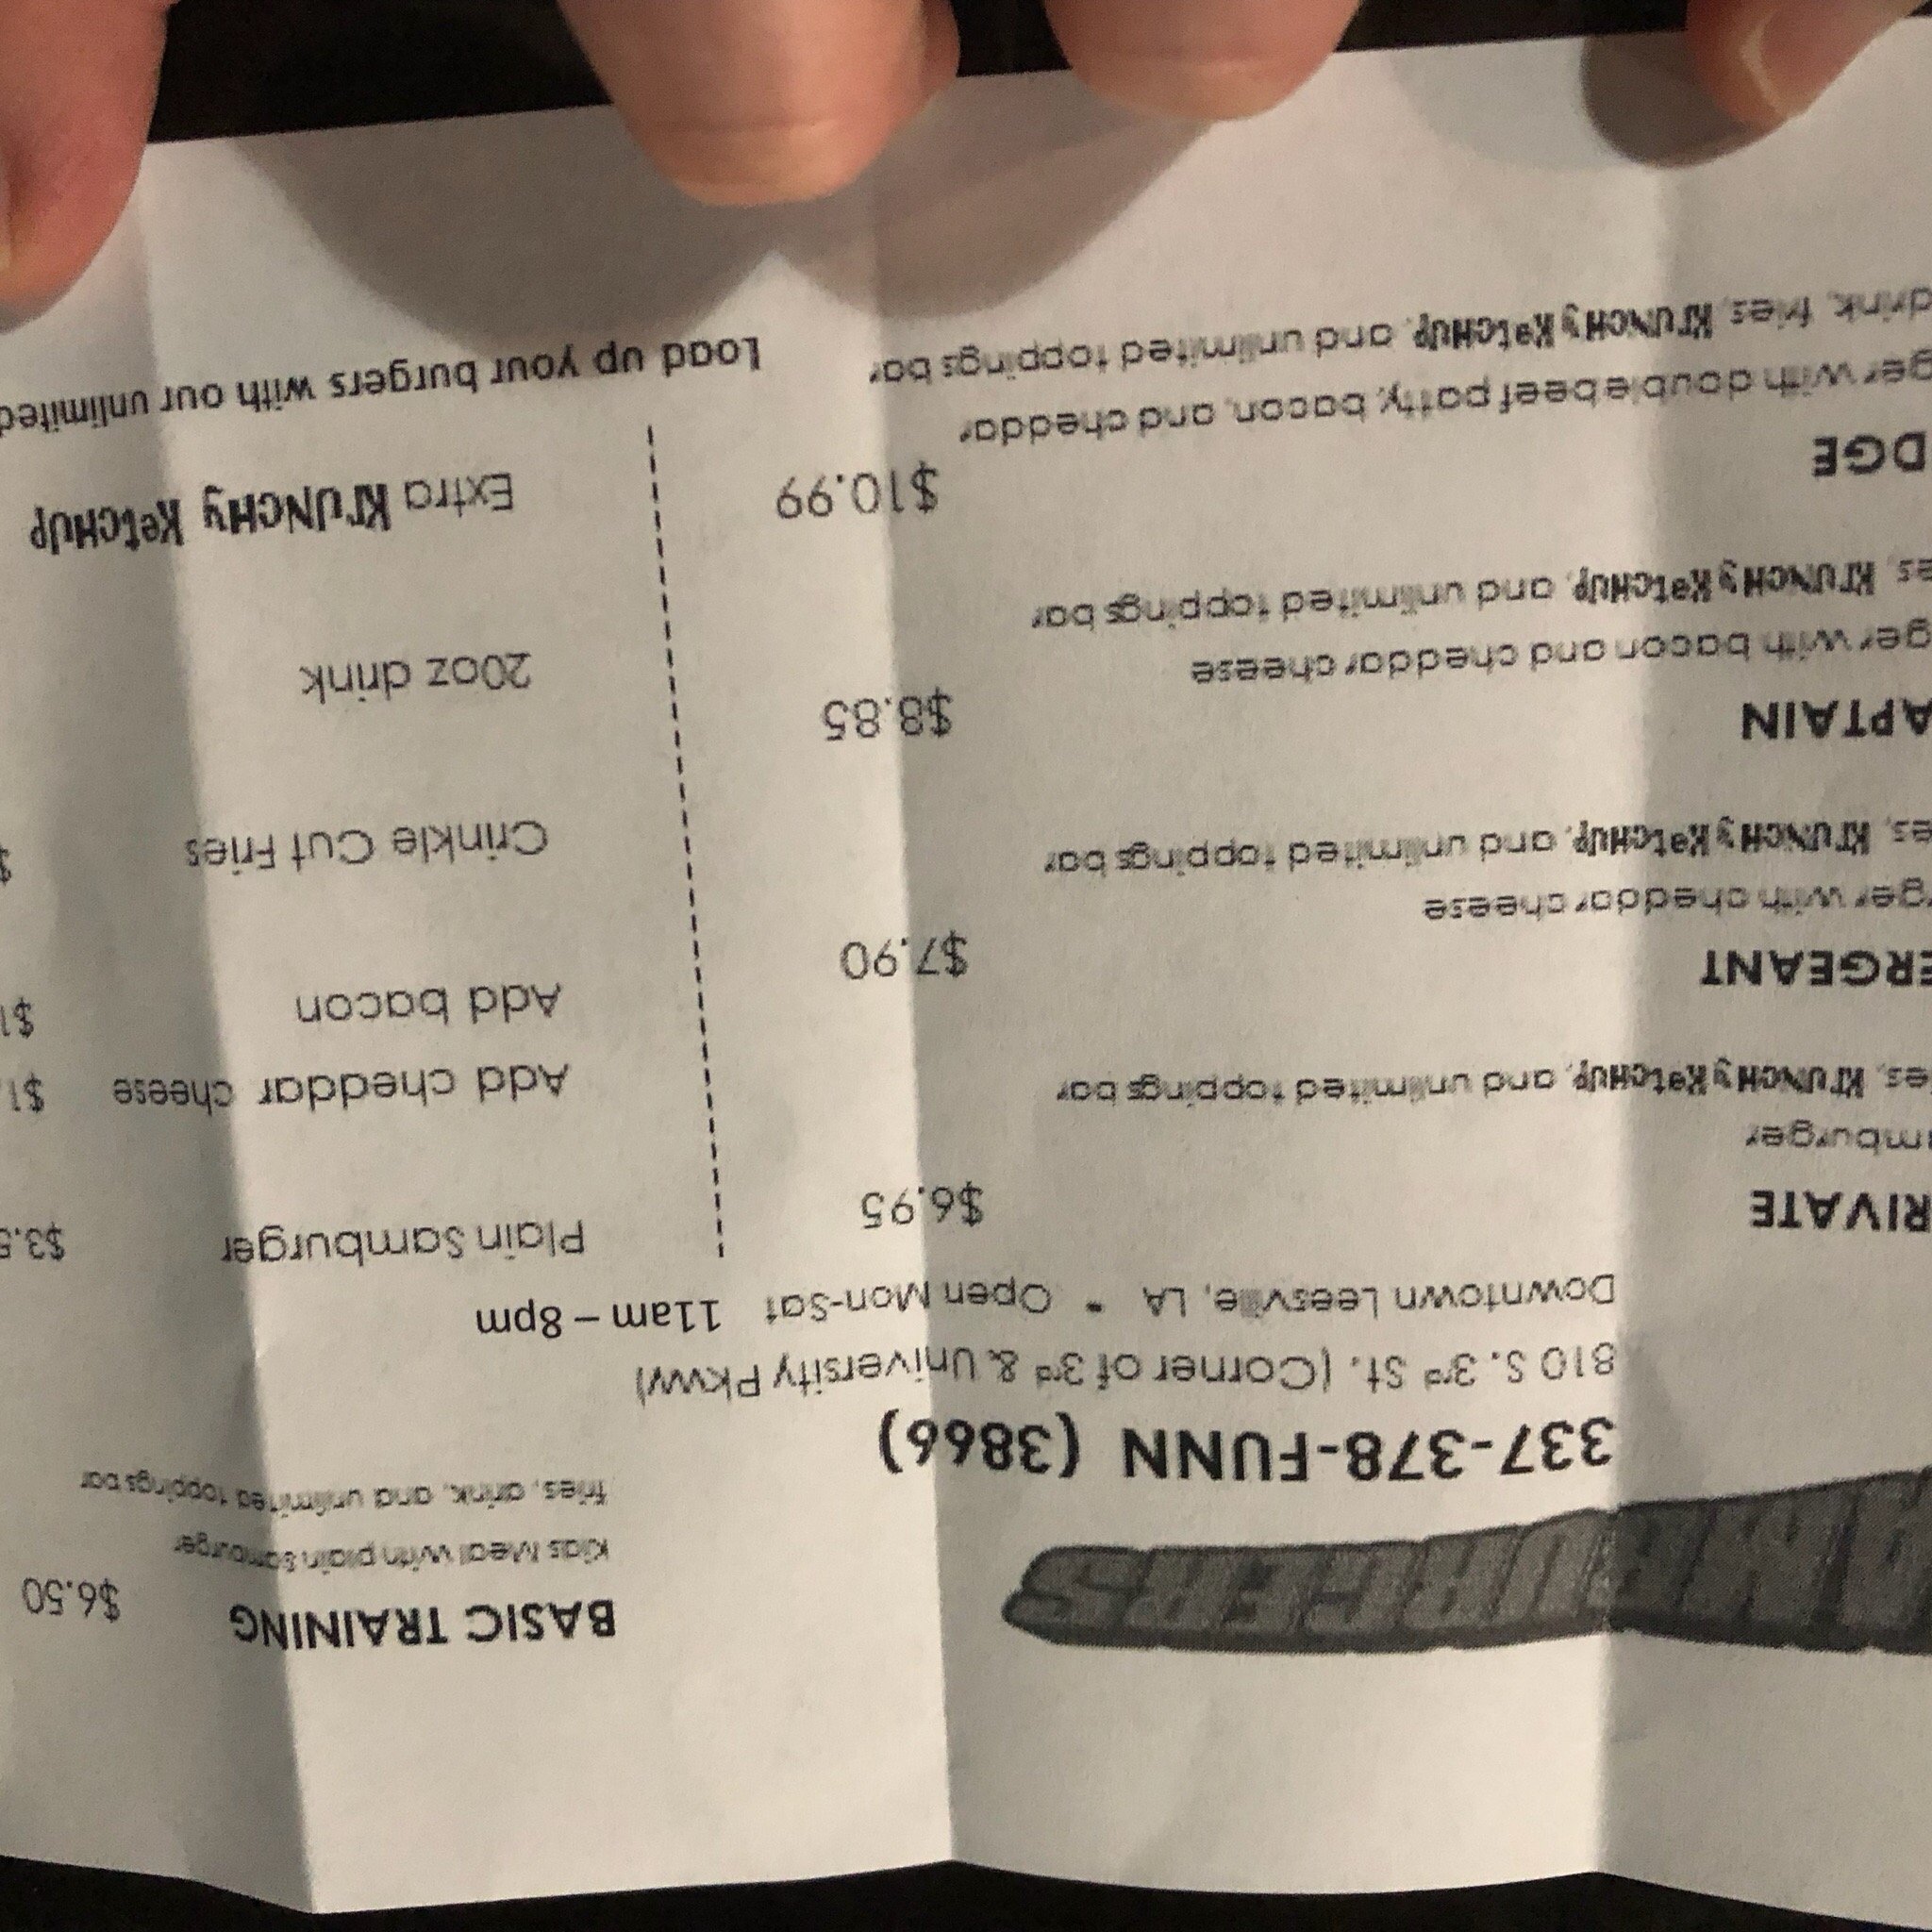 AMBURGERS
337-378-FUNN (3866)
810 S. 3rd St. (Corner of 3rd & University Pkwy)
Downtown Leesville, LA * Open Mon-Sat 11am – 8pm
RIVATE $6.95
mburger
es, KrUNCHy KetCHUp, and unlimited toppings bar
ERGEANT $7.90
rger with cheddar cheese
es, KrUNCHy KetCHUp, and unlimited toppings bar
APTAIN $8.85
ger with bacon and cheddar cheese
es, KrUNCHy KetCHUp, and unlimited toppings bar
DGE $10.99
ger with double beef patty, bacon, and cheddar
drink, fries, KrUNCHy KetCHUp, and unlimited toppings bar
BASIC TRAINING $6.50
Kids Meal with plain Samburger
fries, drink, and unlimited toppings bar
Plain Samburger $3.5
Add cheddar cheese $1.
Add bacon $1
Crinkle Cut Fries $
20oz drink
Extra KrUNCHy KetCHUp
Load up your burgers with our unlimited